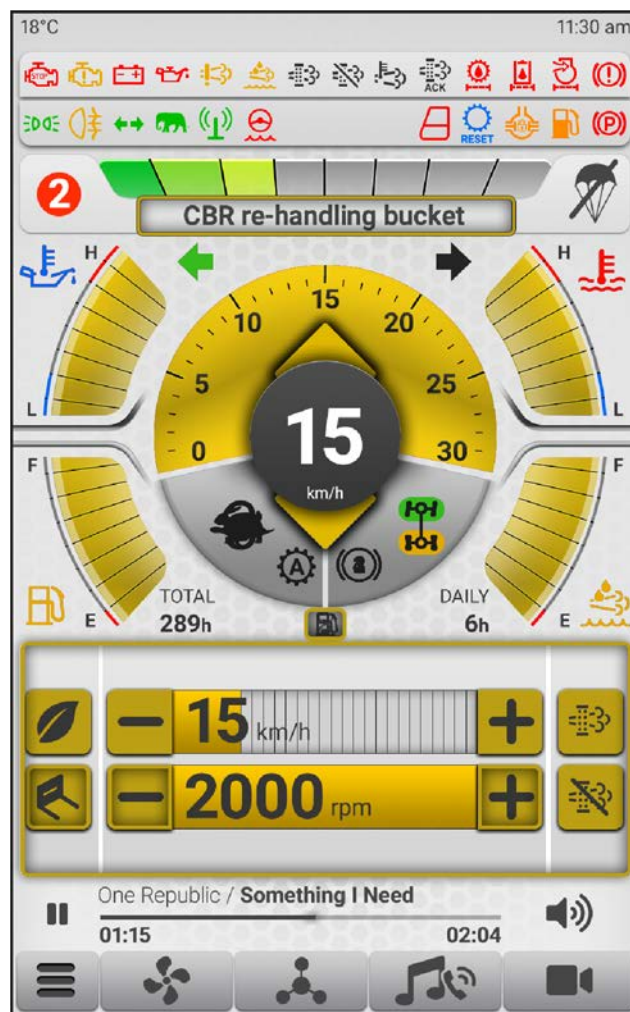 18°C 11:30 am
STOP
ACK
RESET
(P)
2
CBR re-handling bucket
H H
15
10 20
5 25
L L
0 30
15
km/h
F F
A
TOTAL DAILY
E 289h 6h E
15 km/h
2000 rpm
One Republic / Something I Need
01:15 02:04